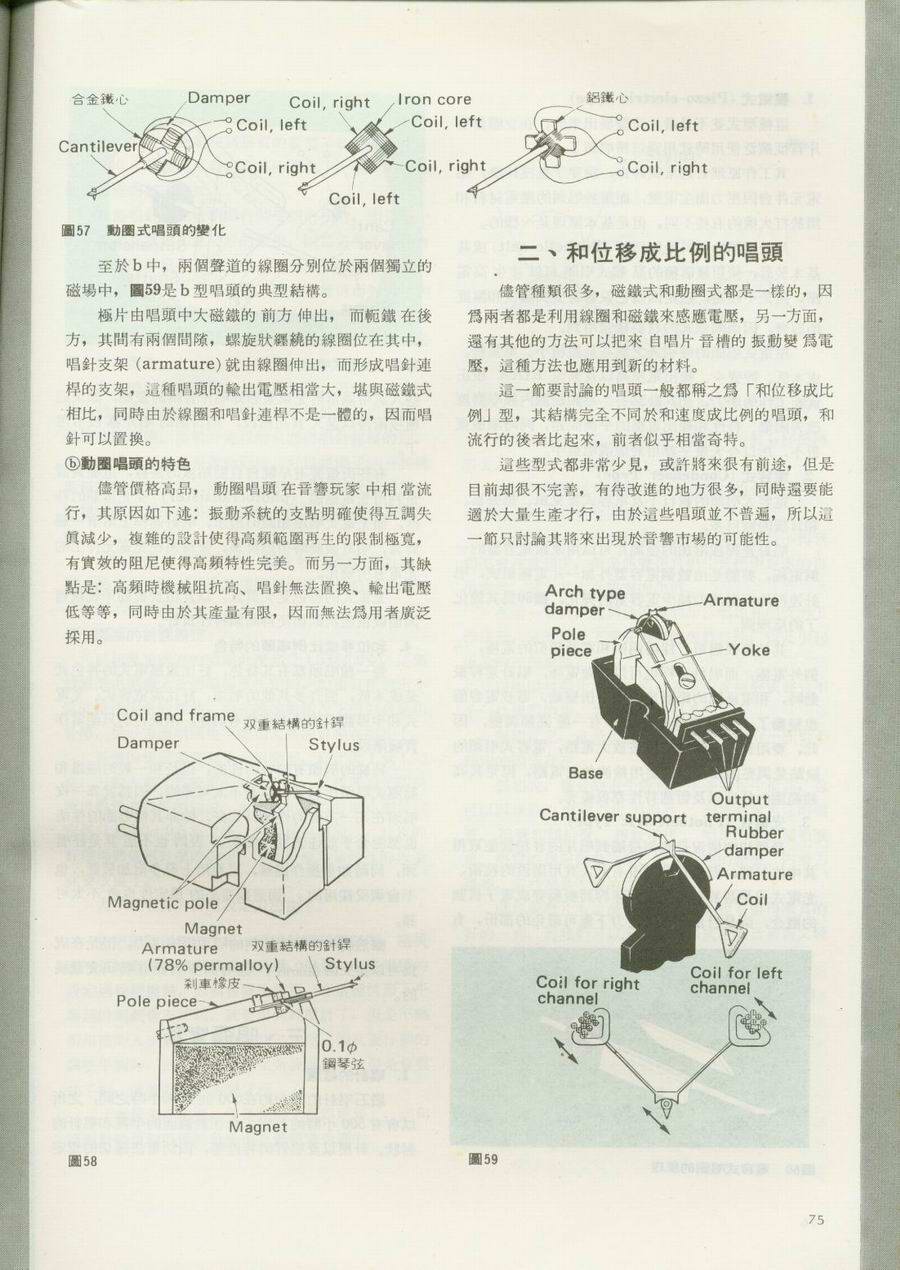 合金鐵心
Damper
Coil, right
Iron core
鋁鐵心
Coil, left
Coil, left
Coil, left
Cantilever
Coil, right
Coil, right
Coil, right
Coil, left
圖57 動圈式唱頭的變化
至於b中，兩個聲道的線圈分別位於兩個獨立的
磁場中，圖59是b型唱頭的典型結構。
極片由唱頭中大磁鐵的前方伸出，而軛鐵在後
方，其間有兩個間隙，螺旋狀纏繞的線圈位在其中，
唱針支架（armature）就由線圈伸出，而形成唱針連
桿的支架，這種唱頭的輸出電壓相當大，堪與磁鐵式
相比，同時由於線圈和唱針連桿不是一體的，因而唱
針可以置換。
ⓑ動圈唱頭的特色
儘管價格高昻，動圈唱頭在音響玩家中相當流
行，其原因如下述：振動系統的支點明確使得互調失
眞減少，複雜的設計使得高頻範圍再生的限制極寬，
有實效的阻尼使得高頻特性完美。而另一方面，其缺
點是：高頻時機械阻抗高、唱針無法置換、輸出電壓
低等等，同時由於其產量有限，因而無法爲用者廣泛
採用。
Coil and frame
双重結構的針銲
Damper
Stylus
Magnetic pole
Magnet
Armature
(78% permalloy)
双重結構的針銲
Stylus
剎車橡皮
Pole piece
0.1φ
鋼琴弦
Magnet
圖58
二、和位移成比例的唱頭
儘管種類很多，磁鐵式和動圈式都是一樣的，因
爲兩者都是利用線圈和磁鐵來感應電壓，另一方面，
還有其他的方法可以把來自唱片音槽的振動變爲電
壓，這種方法也應用到新的材料。
這一節要討論的唱頭一般都稱之爲「和位移成比
例」型，其結構完全不同於和速度成比例的唱頭，和
流行的後者比起來，前者似乎相當奇特。
這些型式都非常少見，或許將來很有前途，但是
目前却很不完善，有待改進的地方很多，同時還要能
適於大量生產才行，由於這些唱頭並不普遍，所以這
一節只討論其將來出現於音響市場的可能性。
Arch type
damper
Armature
Pole
piece
Yoke
Base
Output
terminal
Cantilever support
Rubber
damper
Armature
Coil
Coil for right
channel
Coil for left
channel
圖59
75